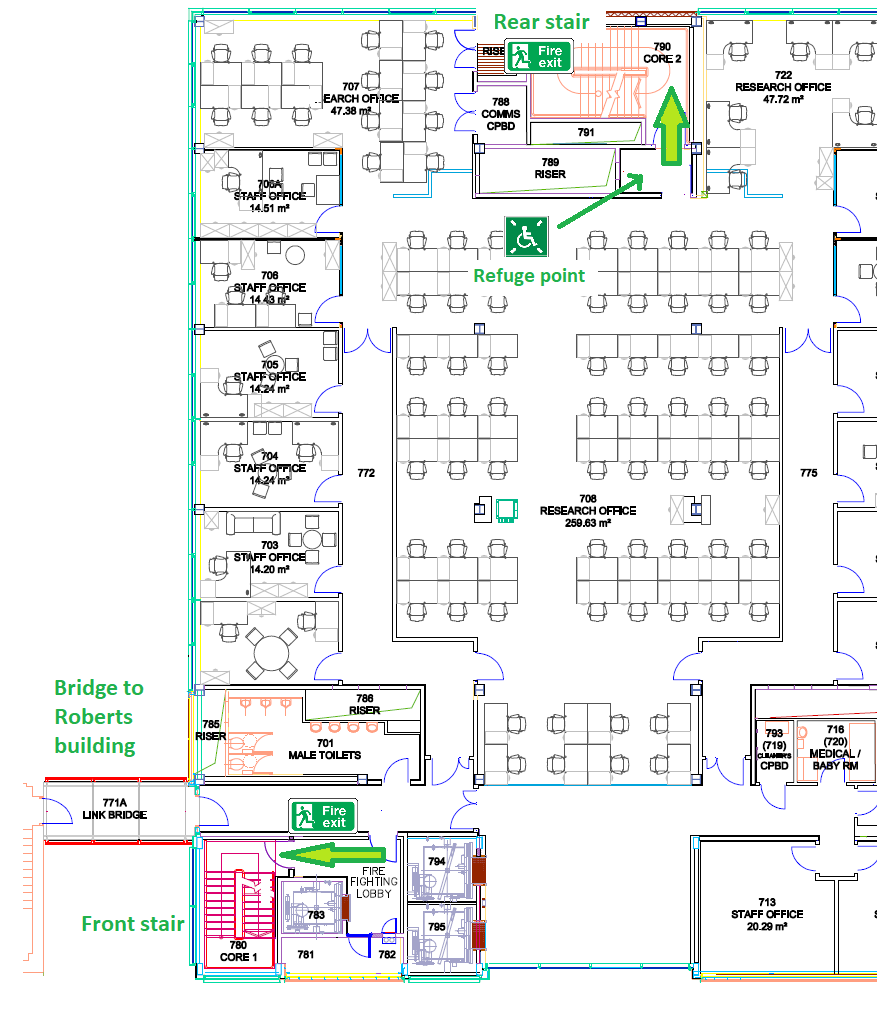 Rear stair
RISE
Fire
exit
790
CORE 2
707
EARCH OFFICE
47.38 m²
722
RESEARCH OFFICE
47.72 m²
788
COMMS
CPBD
791
789
RISER
706A
STAFF OFFICE
14.51 m²
Refuge point
706
STAFF OFFICE
14.43 m²
705
STAFF OFFICE
14.24 m²
704
STAFF OFFICE
14.24 m²
772
775
708
RESEARCH OFFICE
259.63 m²
703
STAFF OFFICE
14.20 m²
Bridge to
Roberts
building
785
RISER
786
RISER
701
MALE TOILETS
793
(719)
CLEANER'S
CPBD
716
(720)
MEDICAL /
BABY RM
771A
LINK BRIDGE
Fire
exit
FIRE
FIGHTING
LOBBY
794
783
795
Front stair
780
CORE 1
781
782
713
STAFF OFFICE
20.29 m²